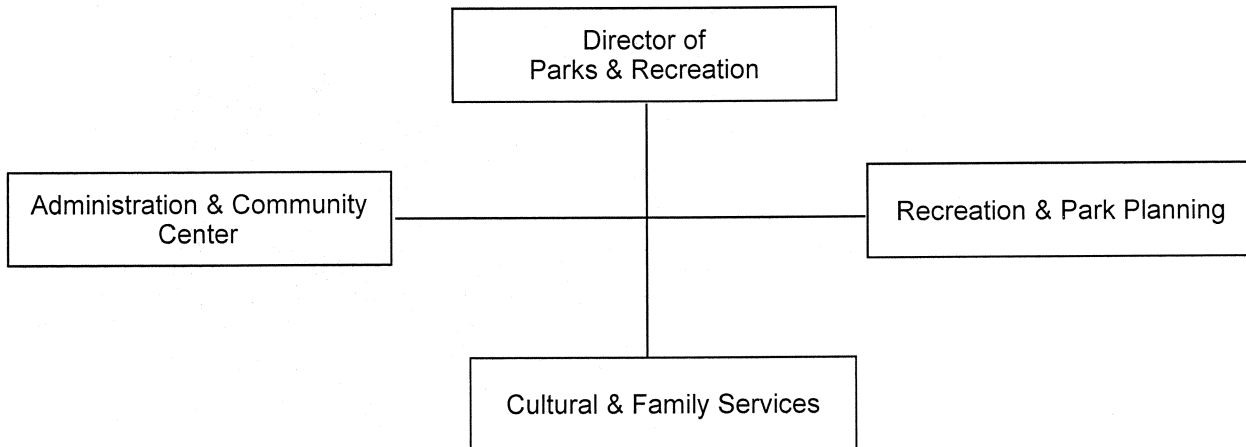 Director of
Parks & Recreation
Administration & Community
Center
Recreation & Park Planning
Cultural & Family Services